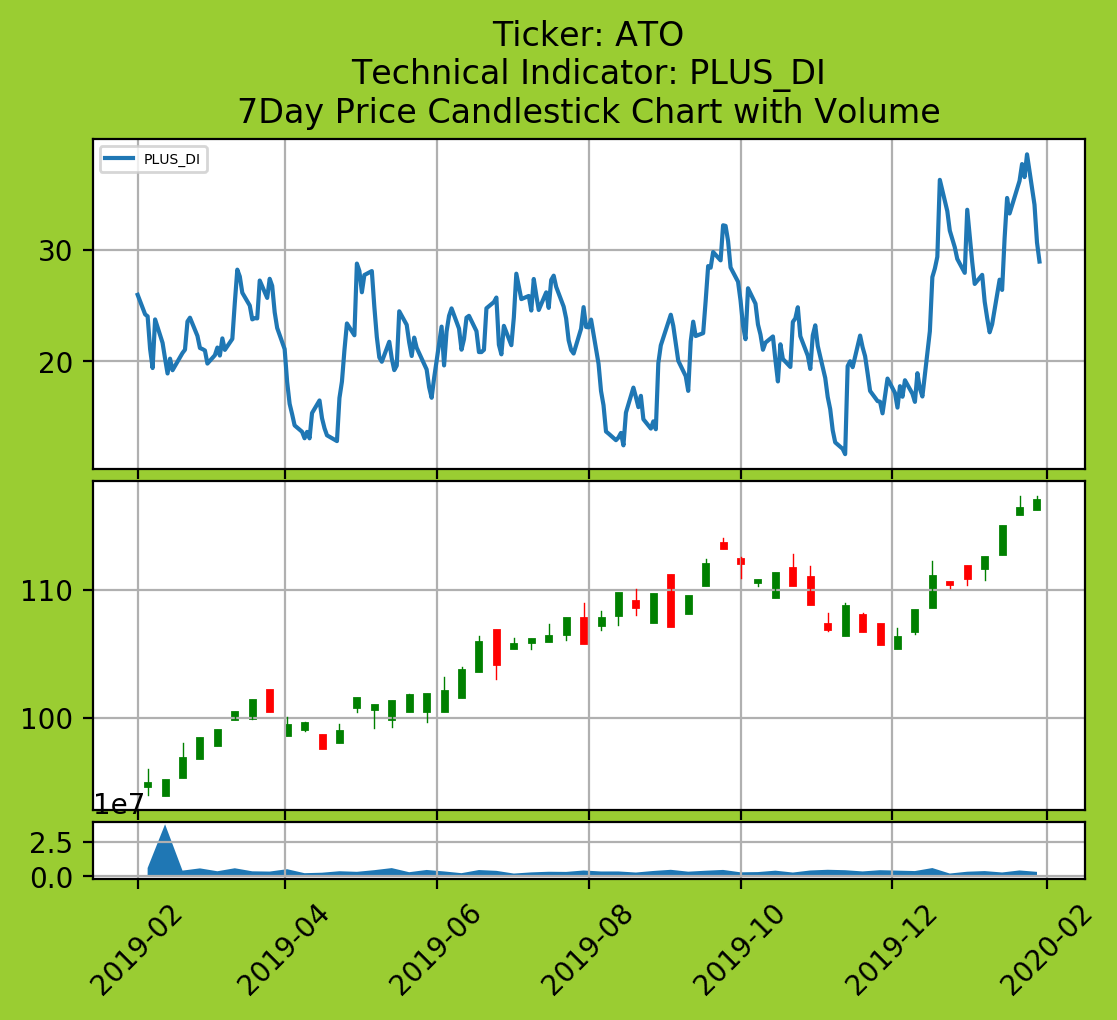 Ticker: ATO
Technical Indicator: PLUS_DI
7Day Price Candlestick Chart with Volume
PLUS_DI
30
20
110
100
1e7
2.5
0.0
2019-02
2019-04
2019-06
2019-08
2019-10
2019-12
2020-02